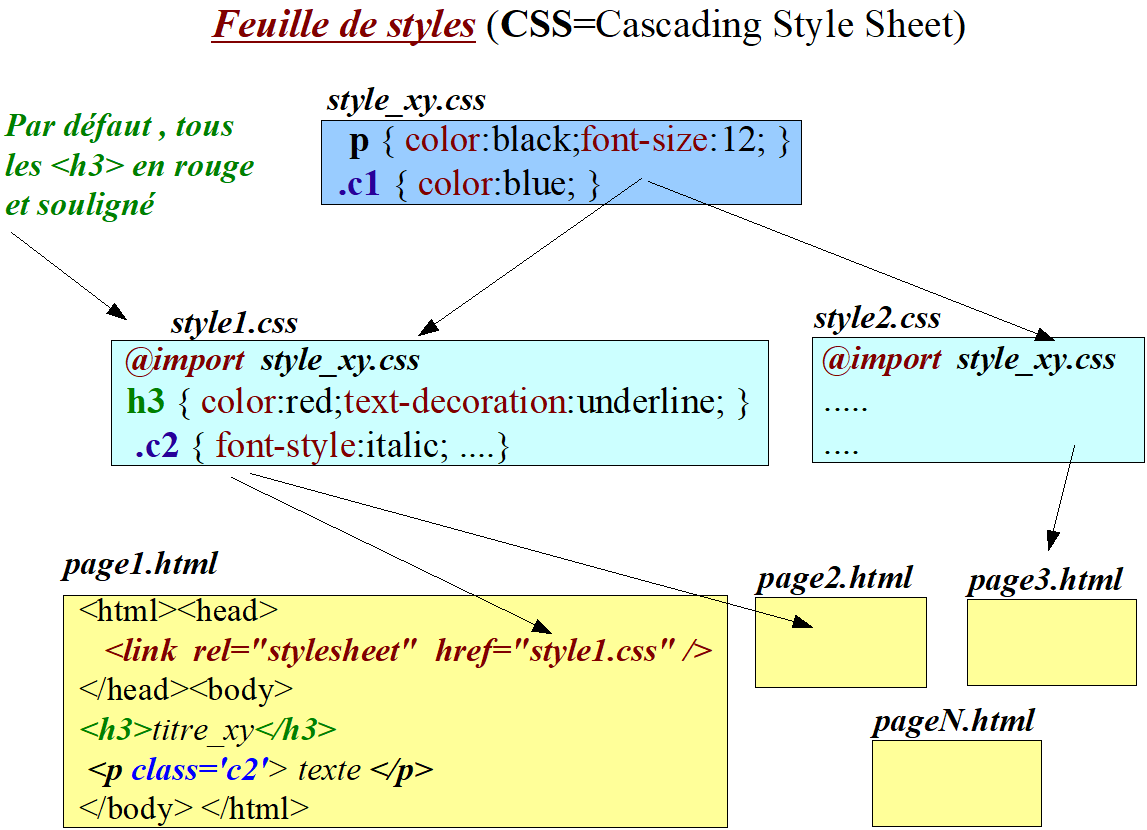 Feuille de styles (CSS=Cascading Style Sheet)
style_xy.css
p { color:black;font-size:12; }
.c1 { color:blue; }
Par défaut , tous
les <h3> en rouge
et souligné
style1.css
@import style_xy.css
h3 { color:red;text-decoration:underline; }
.c2 { font-style:italic; ....}
style2.css
@import style_xy.css
.....
....
page1.html
<html><head>
<link rel="stylesheet" href="style1.css" />
</head><body>
<h3>titre_xy</h3>
<p class='c2'> texte </p>
</body> </html>
page2.html
page3.html
pageN.html